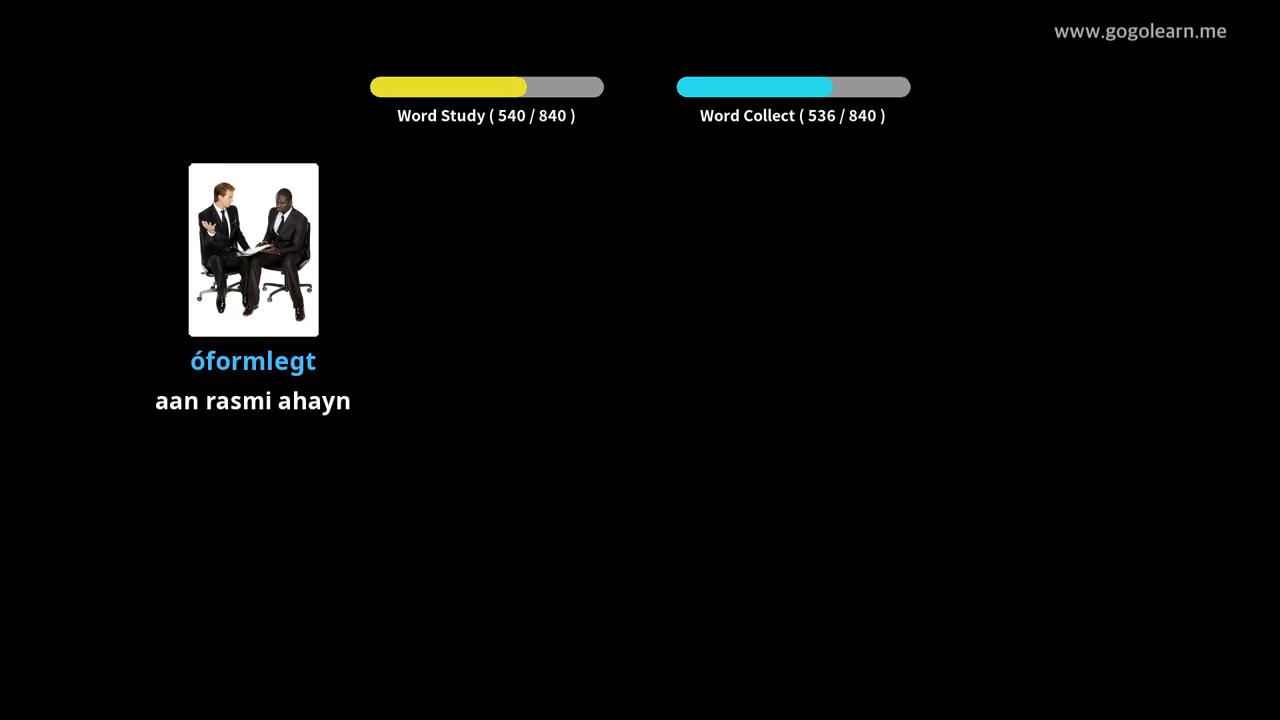 www.gogolearn.me
Word Study ( 540 / 840 )
Word Collect ( 536 / 840 )
óformlegt
aan rasmi ahayn